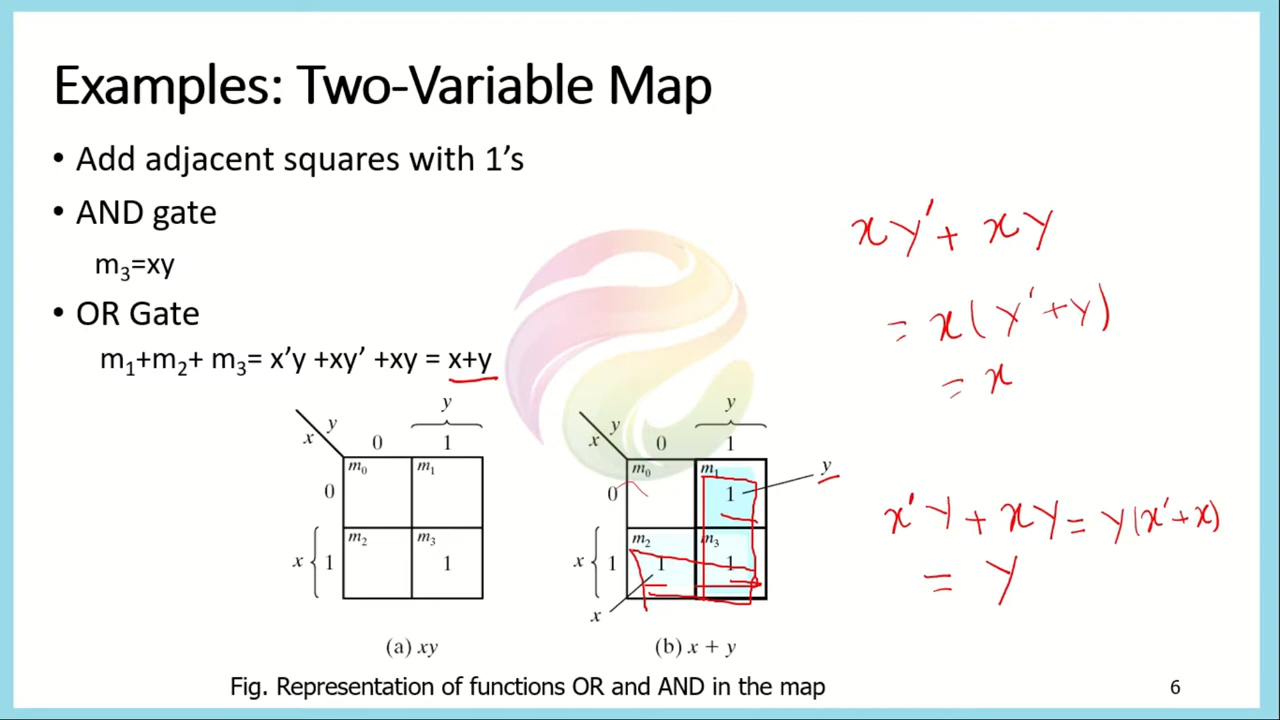 Examples: Two-Variable Map
• Add adjacent squares with 1's
• AND gate
m₃=xy
• OR Gate
m₁+m₂+ m₃= x'y +xy' +xy = x+y
xy' + xy
= x(y' + y)
= x
x'y + xy = y(x' + x)
= y
y
x y 0 1
0 m₀ m₁
x { 1 m₂ m₃ 1
(a) xy
y
x y 0 1
0 m₀ m₁ 1 y
x { 1 m₂ 1 m₃ 1
x
(b) x + y
Fig. Representation of functions OR and AND in the map
6